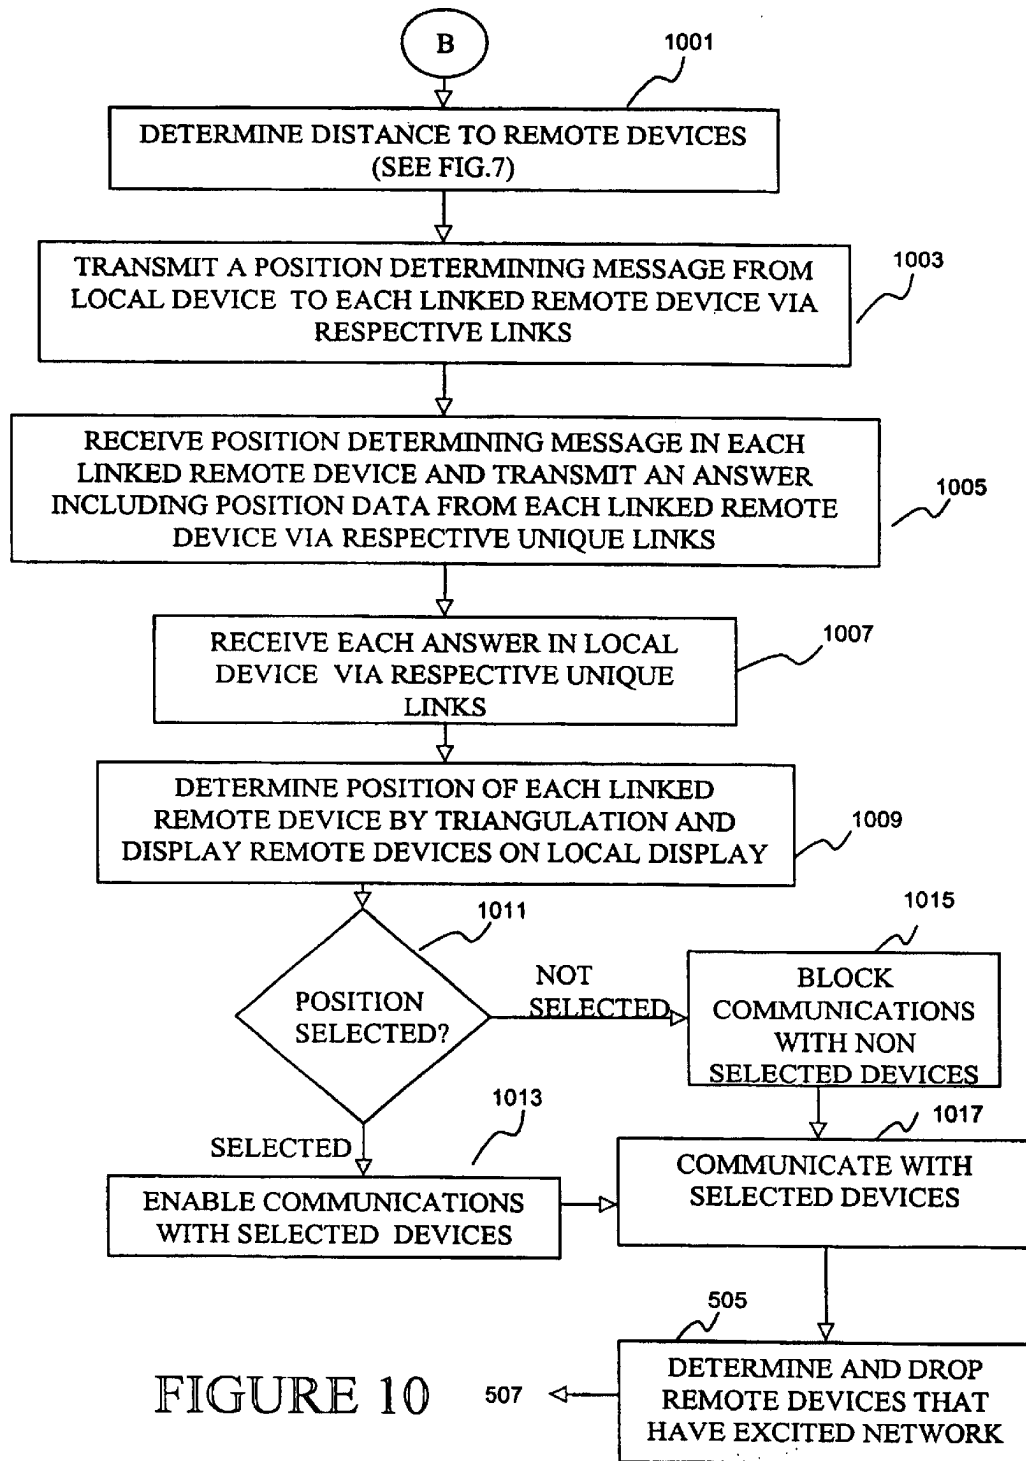 B
1001
DETERMINE DISTANCE TO REMOTE DEVICES
(SEE FIG.7)
TRANSMIT A POSITION DETERMINING MESSAGE FROM
LOCAL DEVICE TO EACH LINKED REMOTE DEVICE VIA
RESPECTIVE LINKS
1003
RECEIVE POSITION DETERMINING MESSAGE IN EACH
LINKED REMOTE DEVICE AND TRANSMIT AN ANSWER
INCLUDING POSITION DATA FROM EACH LINKED REMOTE
DEVICE VIA RESPECTIVE UNIQUE LINKS
1005
RECEIVE EACH ANSWER IN LOCAL
DEVICE VIA RESPECTIVE UNIQUE
LINKS
1007
DETERMINE POSITION OF EACH LINKED
REMOTE DEVICE BY TRIANGULATION AND
DISPLAY REMOTE DEVICES ON LOCAL DISPLAY
1009
1011
POSITION
SELECTED?
NOT
SELECTED
1015
BLOCK
COMMUNICATIONS
WITH NON
SELECTED DEVICES
SELECTED
1013
ENABLE COMMUNICATIONS
WITH SELECTED DEVICES
1017
COMMUNICATE WITH
SELECTED DEVICES
505
DETERMINE AND DROP
REMOTE DEVICES THAT
HAVE EXCITED NETWORK
507
FIGURE 10